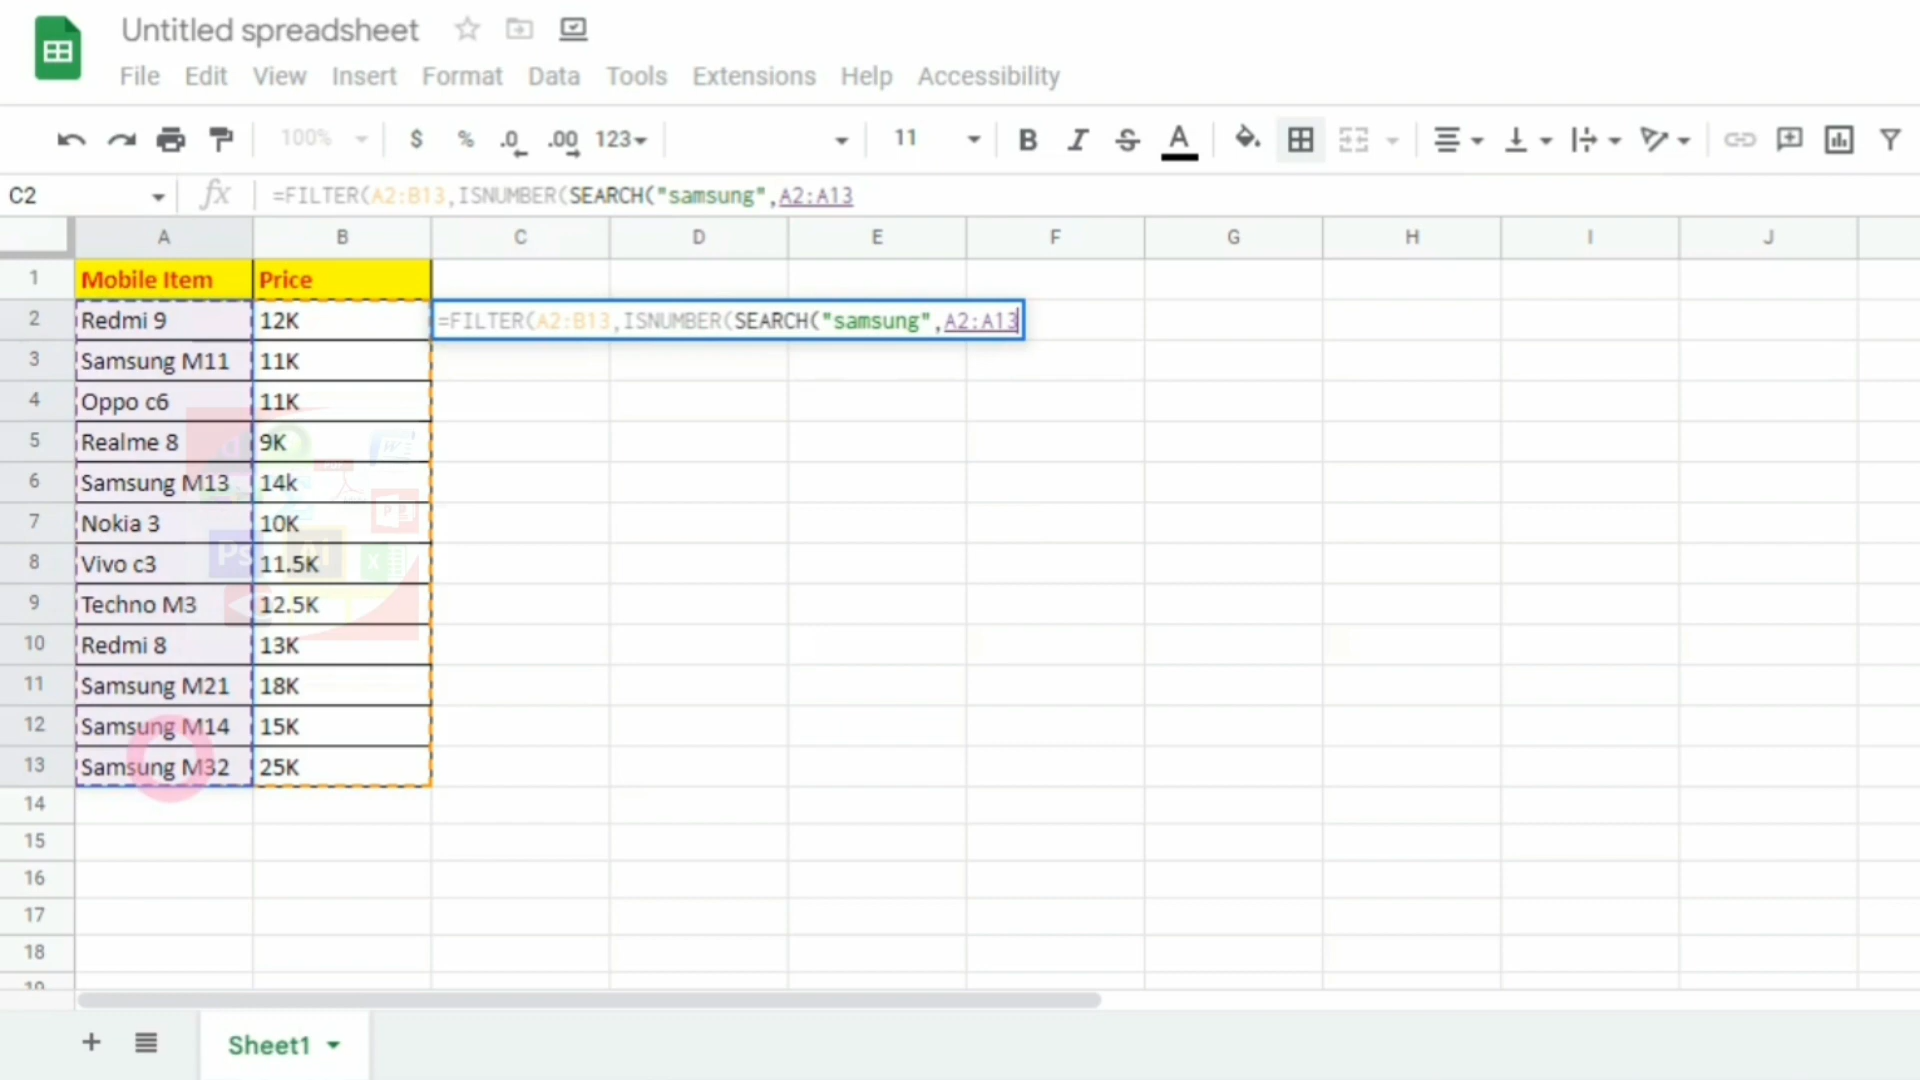 Untitled spreadsheet
File Edit View Insert Format Data Tools Extensions Help Accessibility
100% $ % .0 .00 123 11 B I S A
C2 fx =FILTER(A2:B13,ISNUMBER(SEARCH("samsung",A2:A13
A B C D E F G H I J
1 Mobile Item Price
2 Redmi 9 12K =FILTER(A2:B13,ISNUMBER(SEARCH("samsung",A2:A13
3 Samsung M11 11K
4 Oppo c6 11K
5 Realme 8 9K
6 Samsung M13 14k
7 Nokia 3 10K
8 Vivo c3 11.5K
9 Techno M3 12.5K
10 Redmi 8 13K
11 Samsung M21 18K
12 Samsung M14 15K
13 Samsung M32 25K
14
15
16
17
18
19
+ Sheet1